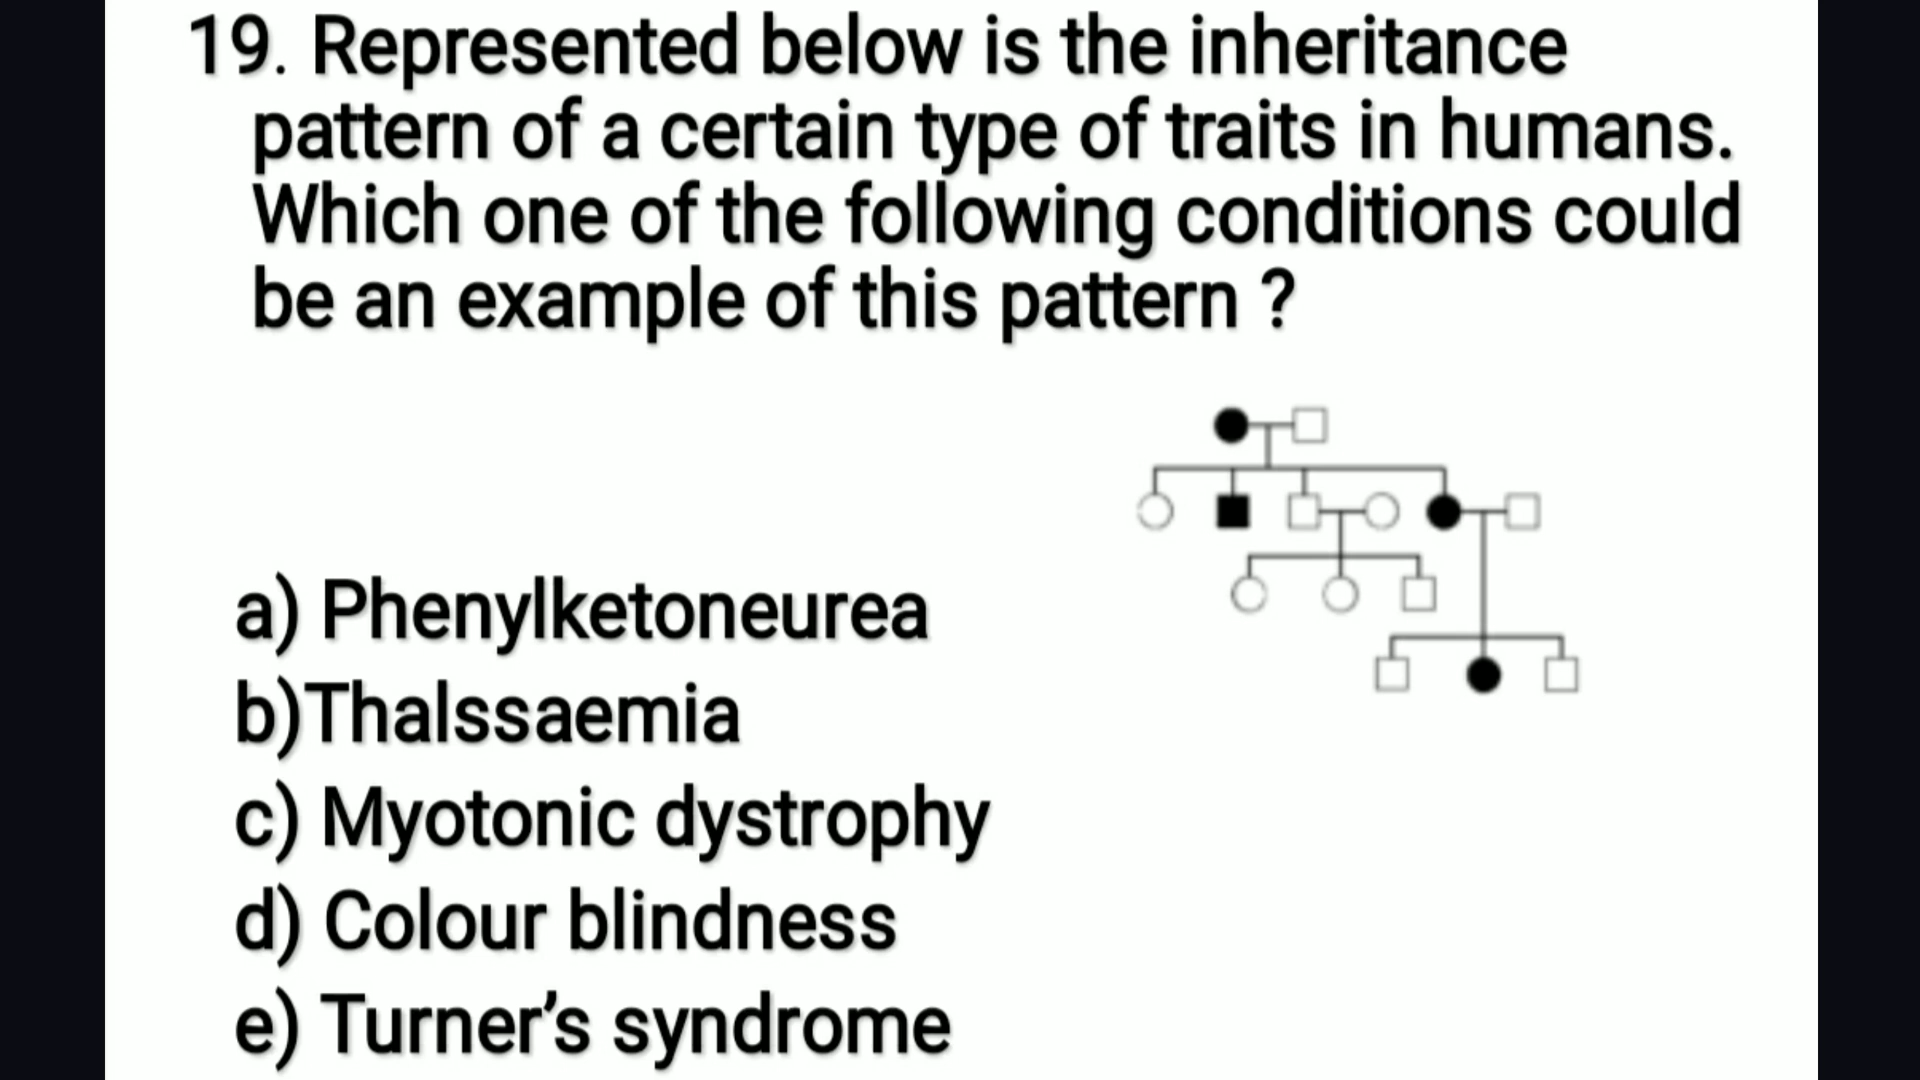 19. Represented below is the inheritance
pattern of a certain type of traits in humans.
Which one of the following conditions could
be an example of this pattern ?
a) Phenylketoneurea
b)Thalssaemia
c) Myotonic dystrophy
d) Colour blindness
e) Turner’s syndrome